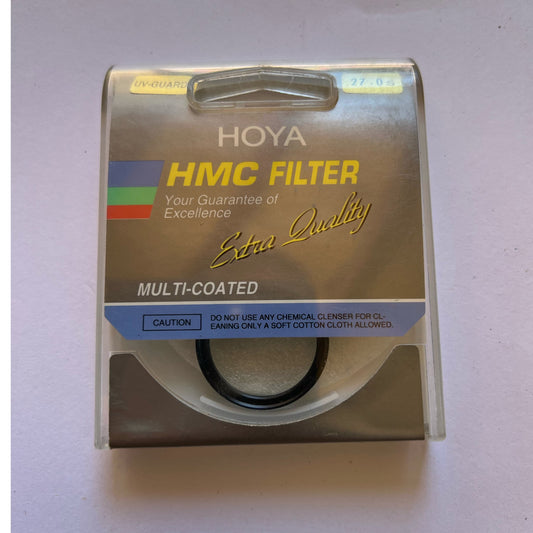 UV-GUARD 27.0s
HOYA
HMC FILTER
Your Guarantee of
Excellence
Extra Quality
MULTI-COATED
CAUTION
DO NOT USE ANY CHEMICAL CLENSER FOR CL-
EANING ONLY A SOFT COTTON CLOTH ALLOWED.